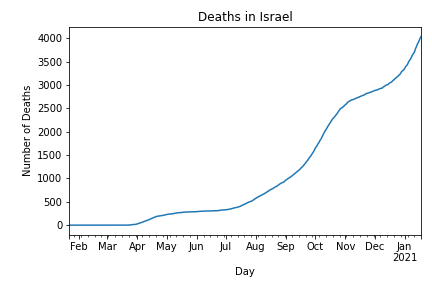 Deaths in Israel
Number of Deaths
4000
3500
3000
2500
2000
1500
1000
500
0
Feb Mar Apr May Jun Jul Aug Sep Oct Nov Dec Jan
2021
Day